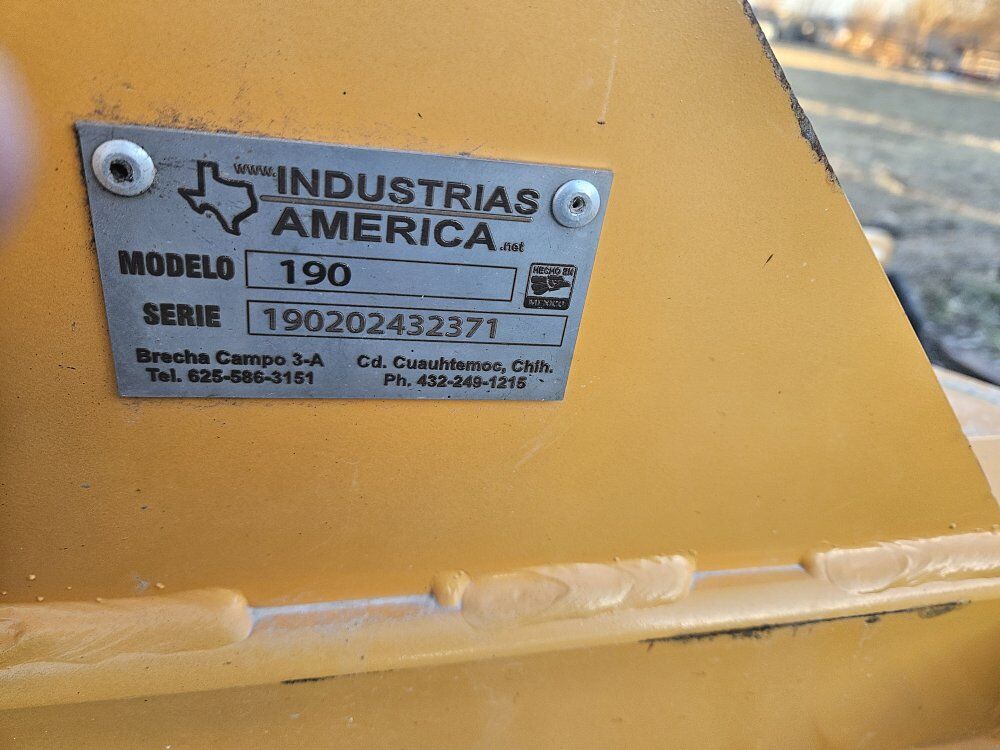 www.INDUSTRIAS
AMERICA.net
MODELO 190
HECHO EN
MEXICO
SERIE 190202432371
Brecha Campo 3-A Cd. Cuauhtemoc, Chih.
Tel. 625-586-3151 Ph. 432-249-1215